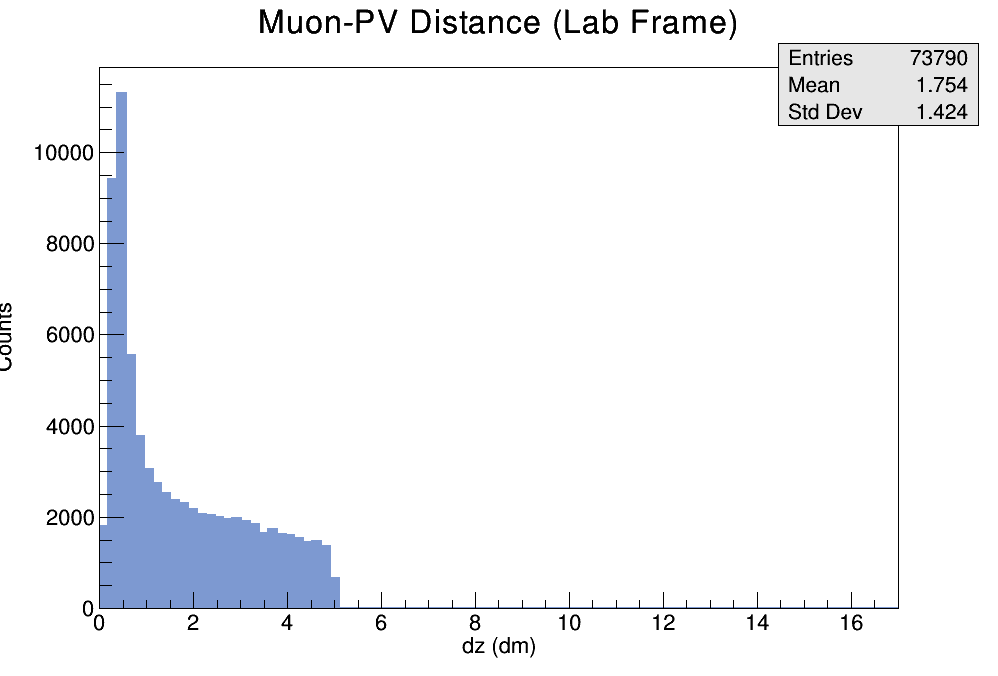 Muon-PV Distance (Lab Frame)
Entries 73790
Mean 1.754
Std Dev 1.424
Counts
10000
8000
6000
4000
2000
0
0 2 4 6 8 10 12 14 16
dz (dm)